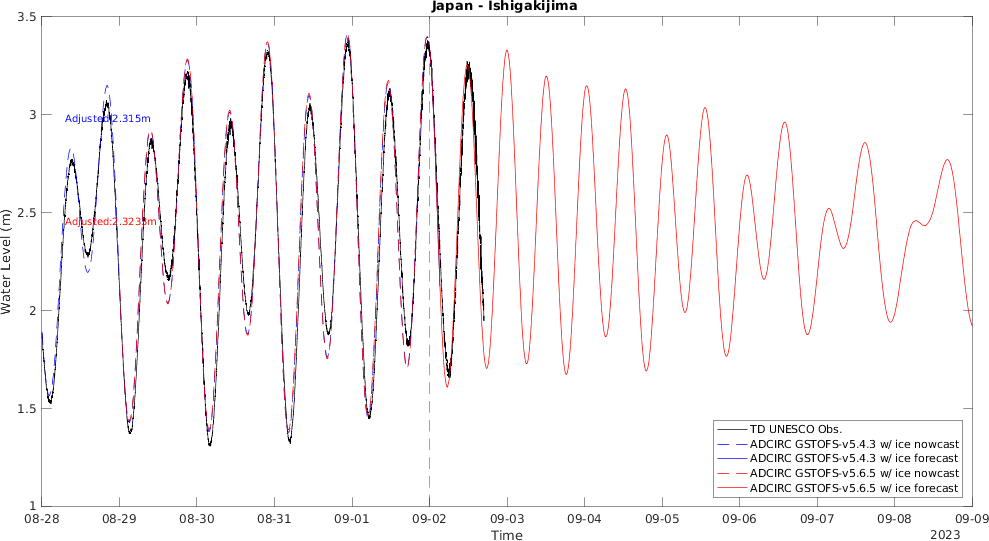 Japan - Ishigakijima
3.5
3
2.5
2
1.5
1
Water Level (m)
Adjusted:2.315m
Adjusted:2.3233m
TD UNESCO Obs.
ADCIRC GSTOFS-v5.4.3 w/ ice nowcast
ADCIRC GSTOFS-v5.4.3 w/ ice forecast
ADCIRC GSTOFS-v5.6.5 w/ ice nowcast
ADCIRC GSTOFS-v5.6.5 w/ ice forecast
08-28 08-29 08-30 08-31 09-01 09-02 09-03 09-04 09-05 09-06 09-07 09-08 09-09
Time
2023